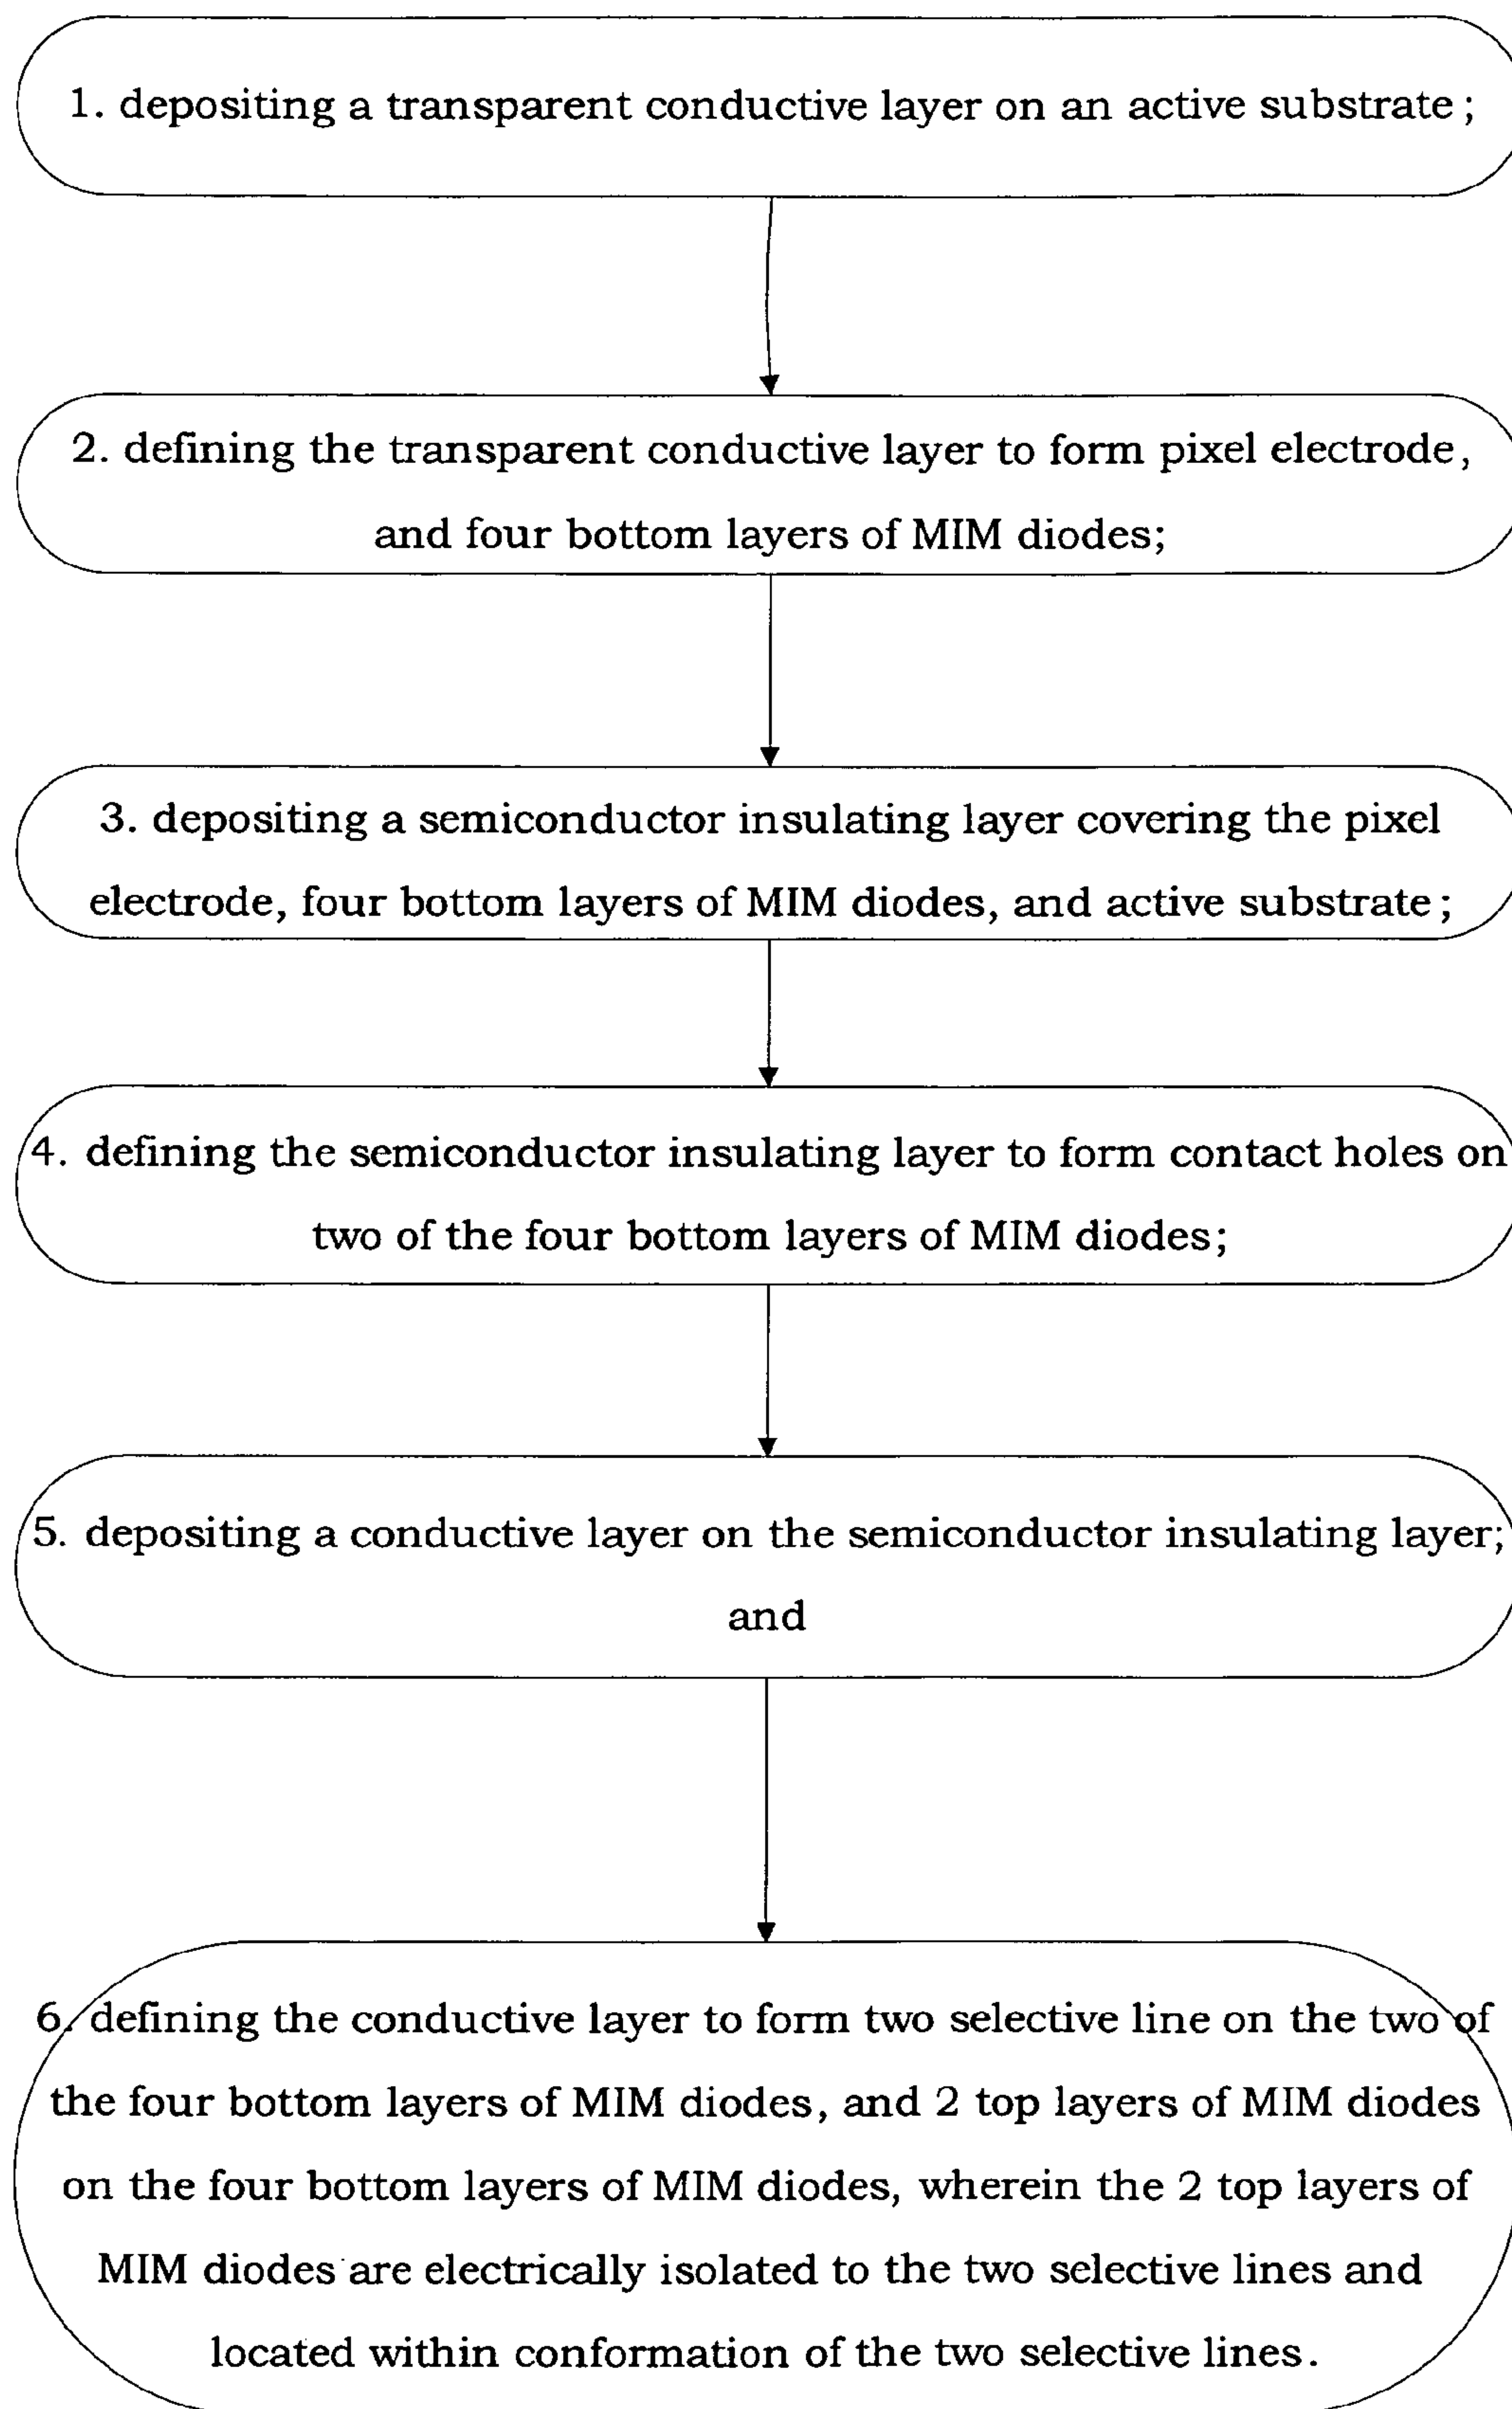 1. depositing a transparent conductive layer on an active substrate;
2. defining the transparent conductive layer to form pixel electrode,
and four bottom layers of MIM diodes;
3. depositing a semiconductor insulating layer covering the pixel
electrode, four bottom layers of MIM diodes, and active substrate;
4. defining the semiconductor insulating layer to form contact holes on
two of the four bottom layers of MIM diodes;
5. depositing a conductive layer on the semiconductor insulating layer;
and
6. defining the conductive layer to form two selective line on the two of
the four bottom layers of MIM diodes, and 2 top layers of MIM diodes
on the four bottom layers of MIM diodes, wherein the 2 top layers of
MIM diodes are electrically isolated to the two selective lines and
located within conformation of the two selective lines.